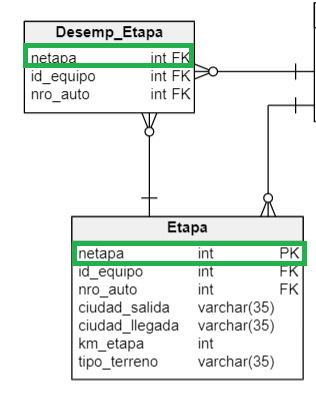 Desemp_Etapa
netapa int FK
id_equipo int FK
nro_auto int FK
Etapa
netapa int PK
id_equipo int FK
nro_auto int FK
ciudad_salida varchar(35)
ciudad_llegada varchar(35)
km_etapa int
tipo_terreno varchar(35)